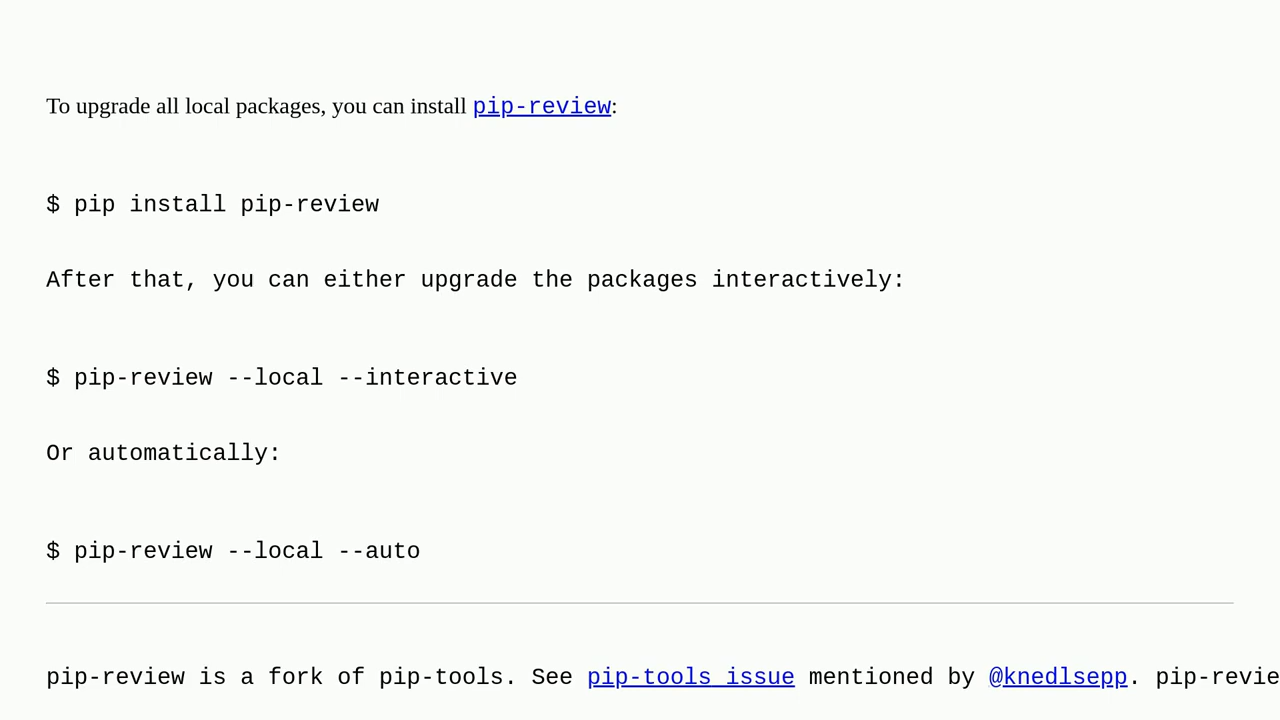 To upgrade all local packages, you can install pip-review:
$ pip install pip-review
After that, you can either upgrade the packages interactively:
$ pip-review --local --interactive
Or automatically:
$ pip-review --local --auto
pip-review is a fork of pip-tools. See pip-tools issue mentioned by @knedlsepp. pip-revie